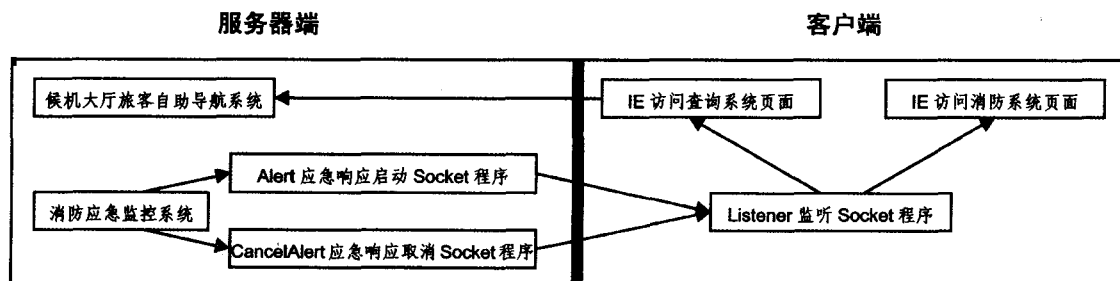 服务器端
客户端
候机大厅旅客自助导航系统
IE 访问查询系统页面
IE 访问消防系统页面
Alert 应急响应启动 Socket 程序
消防应急监控系统
Listener 监听 Socket 程序
CancelAlert 应急响应取消 Socket 程序